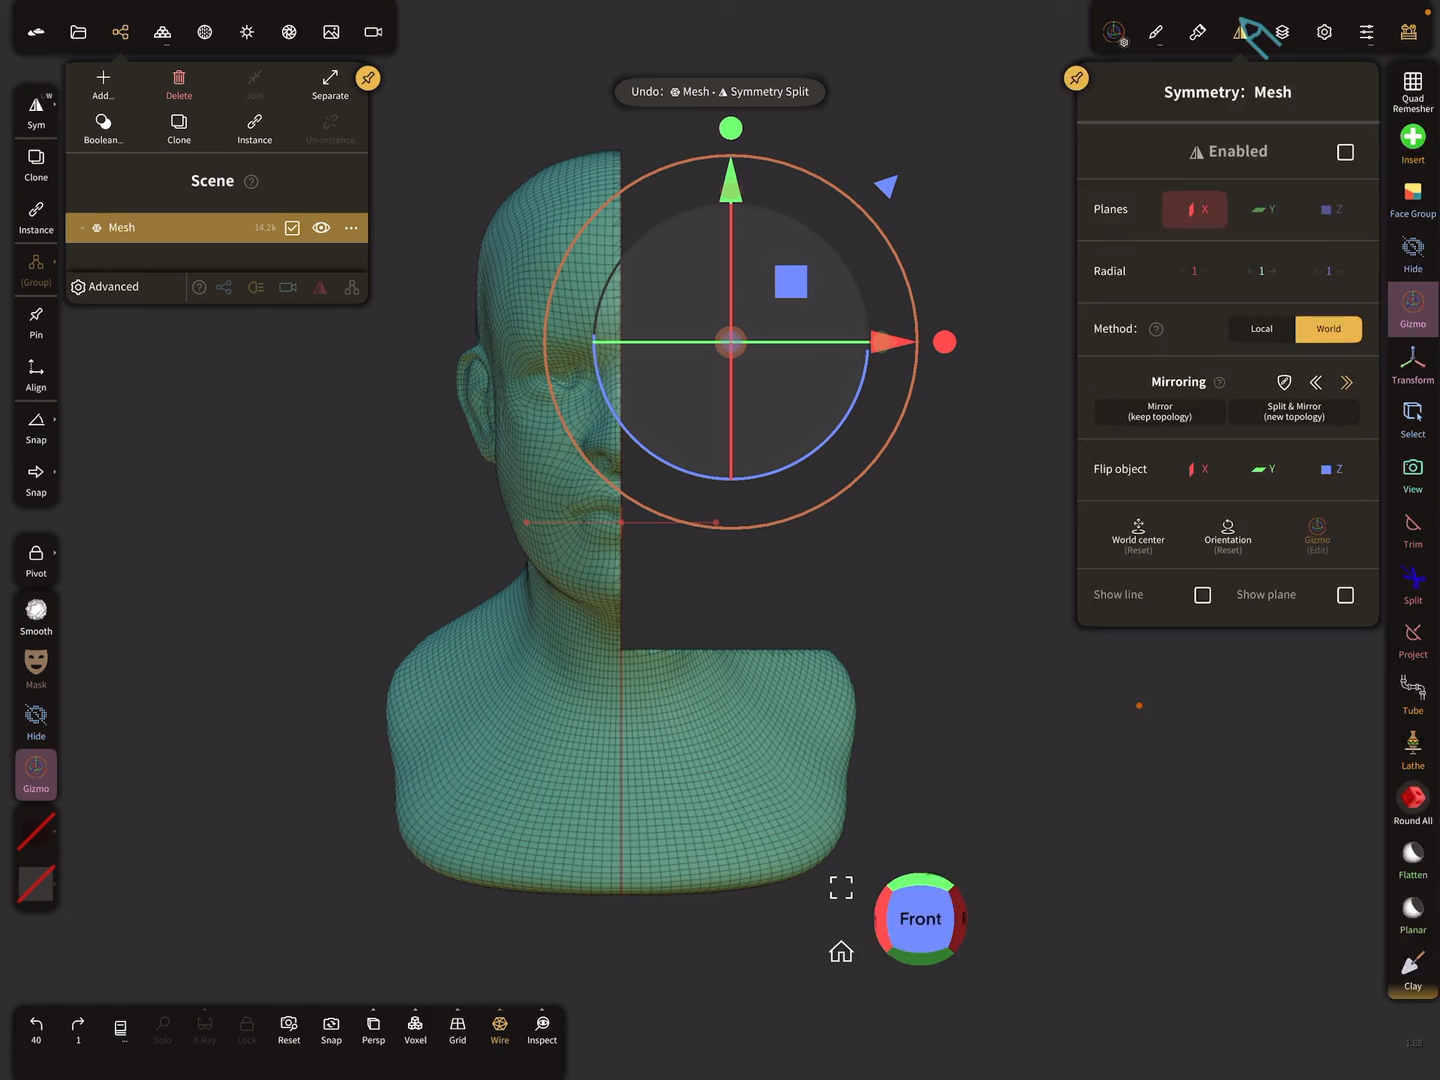 Undo: Mesh • Symmetry Split
Add...
Delete
Join
Separate
Boolean...
Clone
Instance
Un-instance
Scene ?
Mesh
14.2k
...
Advanced
?
Sym
Clone
Instance
(Group)
Pin
Align
Snap
Snap
Pivot
Smooth
Mask
Hide
Gizmo
Symmetry: Mesh
Enabled
Planes X Y Z
Radial 1 1 1
Method: ? Local World
Mirroring ?
Mirror
(keep topology)
Split & Mirror
(new topology)
Flip object X Y Z
World center
(Reset)
Orientation
(Reset)
Gizmo
(Edit)
Show line
Show plane
Quad
Remesher
Insert
Face Group
Hide
Gizmo
Transform
Select
View
Trim
Split
Project
Tube
Lathe
Round All
Flatten
Planar
Clay
Front
40
1
...
Solo
X-Ray
Lock
Reset
Snap
Persp
Voxel
Grid
Wire
Inspect
1.88